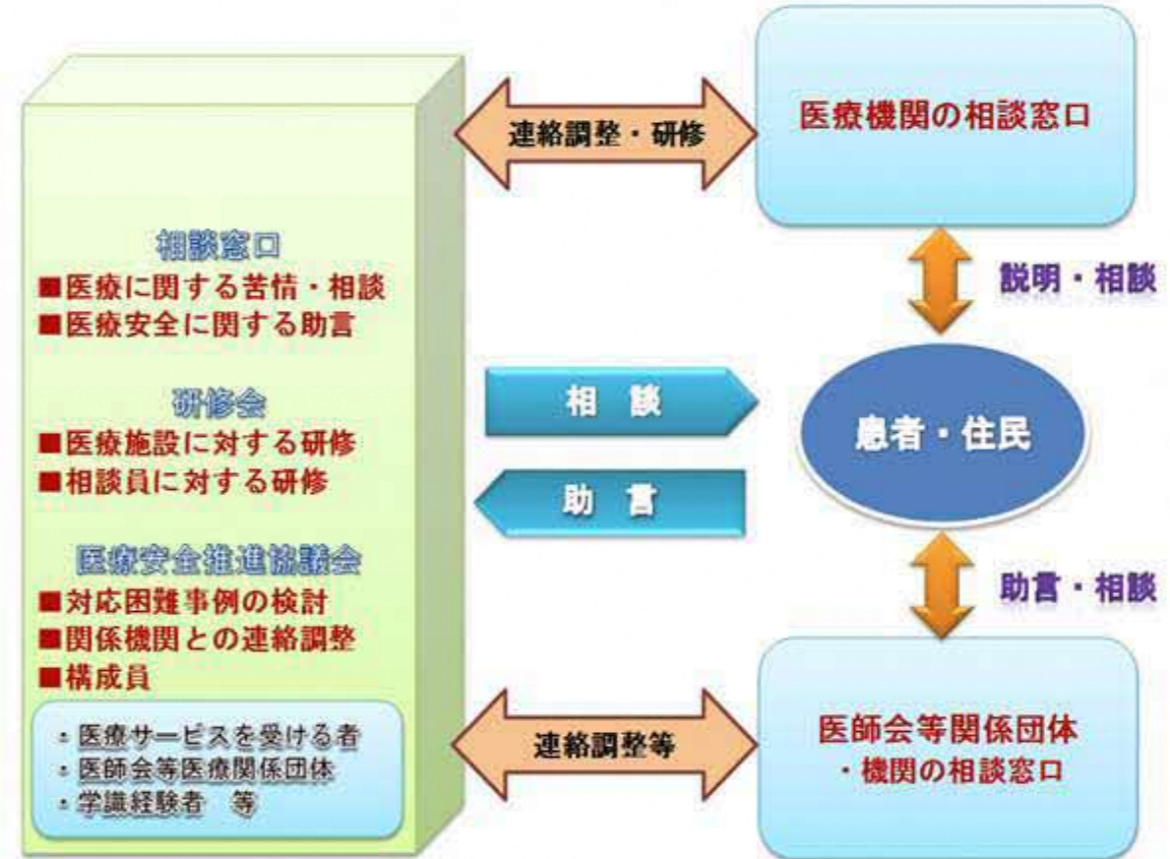 相談窓口
■医療に関する苦情・相談
■医療安全に関する助言
研修会
■医療施設に対する研修
■相談員に対する研修
医療安全推進協議会
■対応困難事例の検討
■関係機関との連絡調整
■構成員
・医療サービスを受ける者
・医師会等医療関係団体
・学識経験者　等
連絡調整・研修
相　談
助　言
連絡調整等
医療機関の相談窓口
説明・相談
患者・住民
助言・相談
医師会等関係団体
・機関の相談窓口